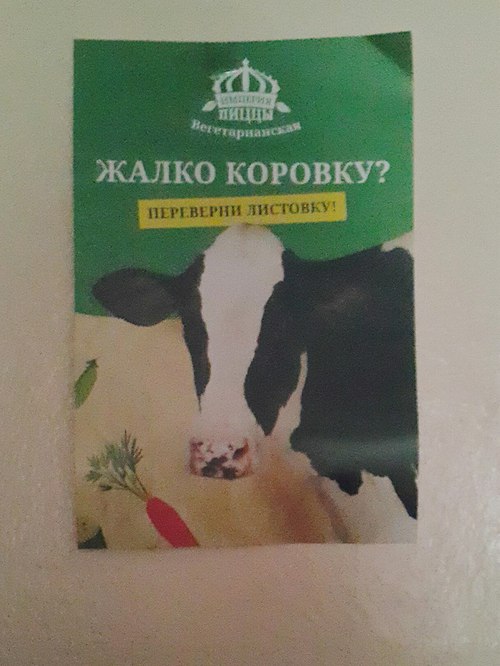 ИМПЕРИЯ
ПИЦЦЫ
Вегетарианская
ЖАЛКО КОРОВКУ?
ПЕРЕВЕРНИ ЛИСТОВКУ!